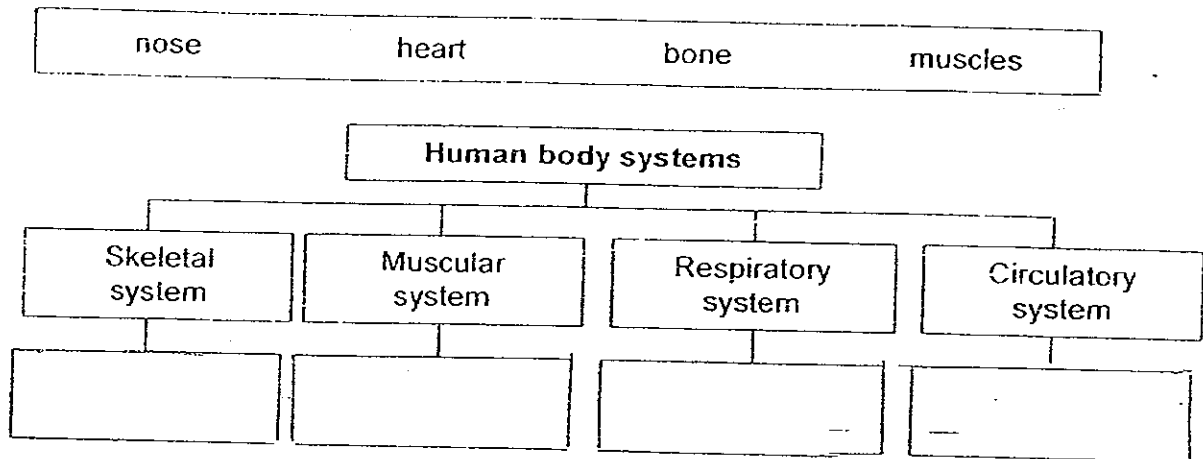 nose heart bone muscles
Human body systems
Skeletal
system
Muscular
system
Respiratory
system
Circulatory
system